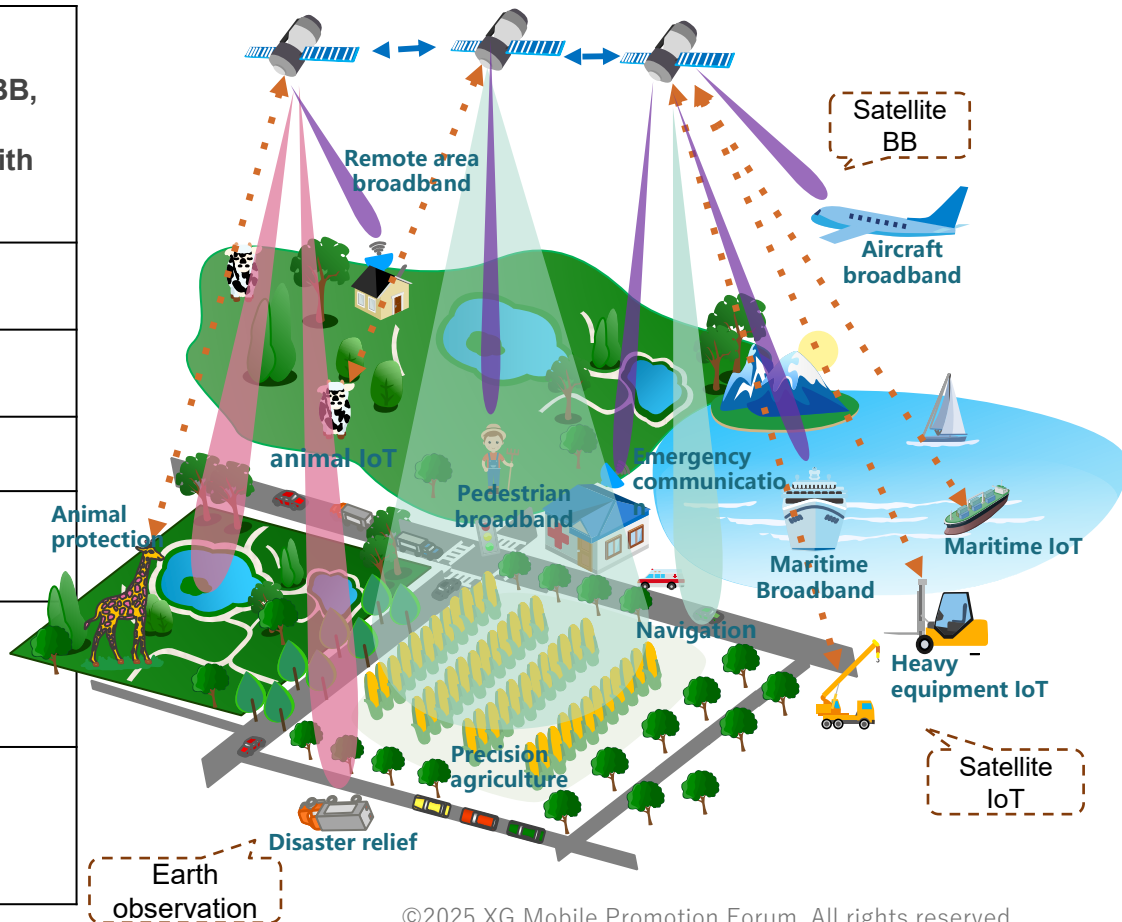 BB,
ith
Satellite
BB
Remote area
broadband
Aircraft
broadband
animal IoT
Emergency
communicatio
n
Pedestrian
broadband
Animal
protection
Maritime IoT
Maritime
Broadband
Navigation
Heavy
equipment IoT
Precision
agriculture
Satellite
IoT
Disaster relief
Earth
observation
©2025 XG Mobile Promotion Forum. All rights reserved